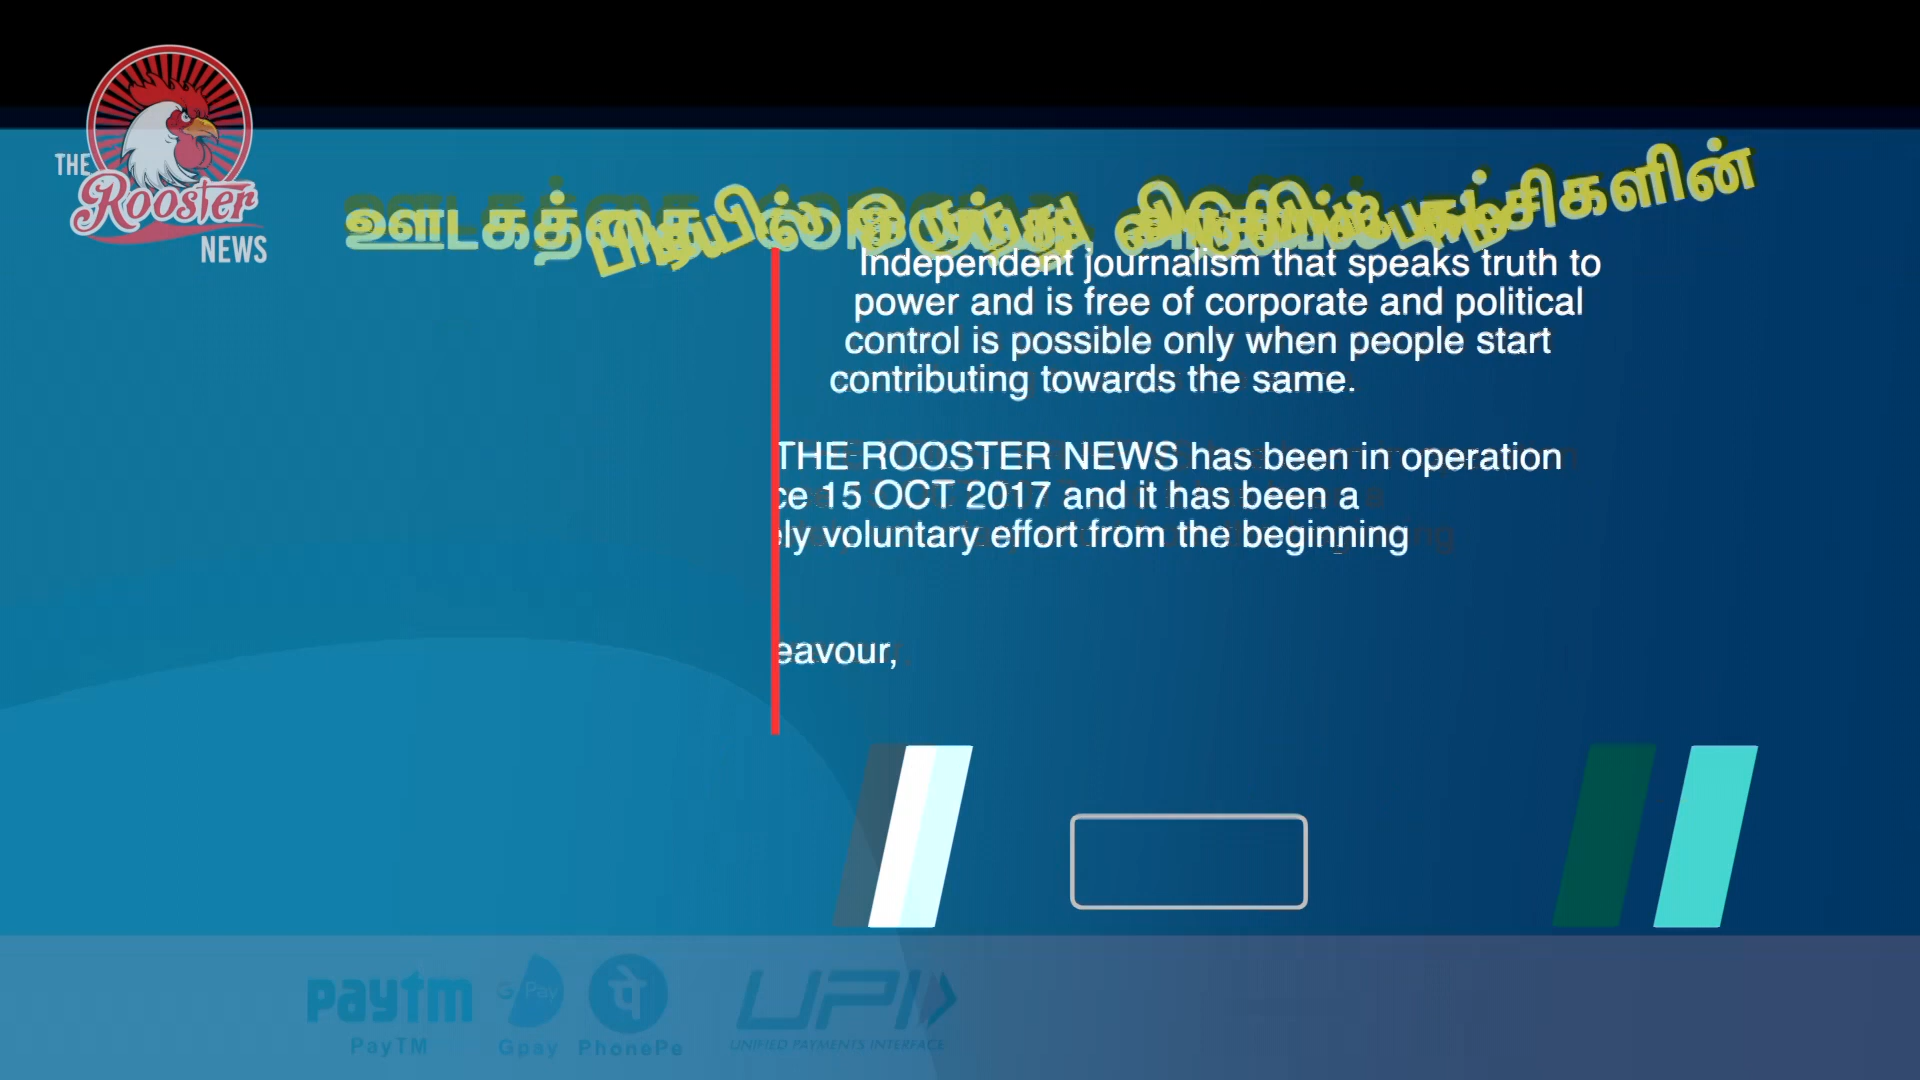 THE
Rooster
NEWS
ஊடகத்தை
Independent journalism that speaks truth to
power and is free of corporate and political
control is possible only when people start
contributing towards the same.
THE ROOSTER NEWS has been in operation
ce 15 OCT 2017 and it has been a
ely voluntary effort from the beginning
eavour,
paytm
G Pay
पे
UPI
PayTM
Gpay
PhonePe
UNIFIED PAYMENTS INTERFACE